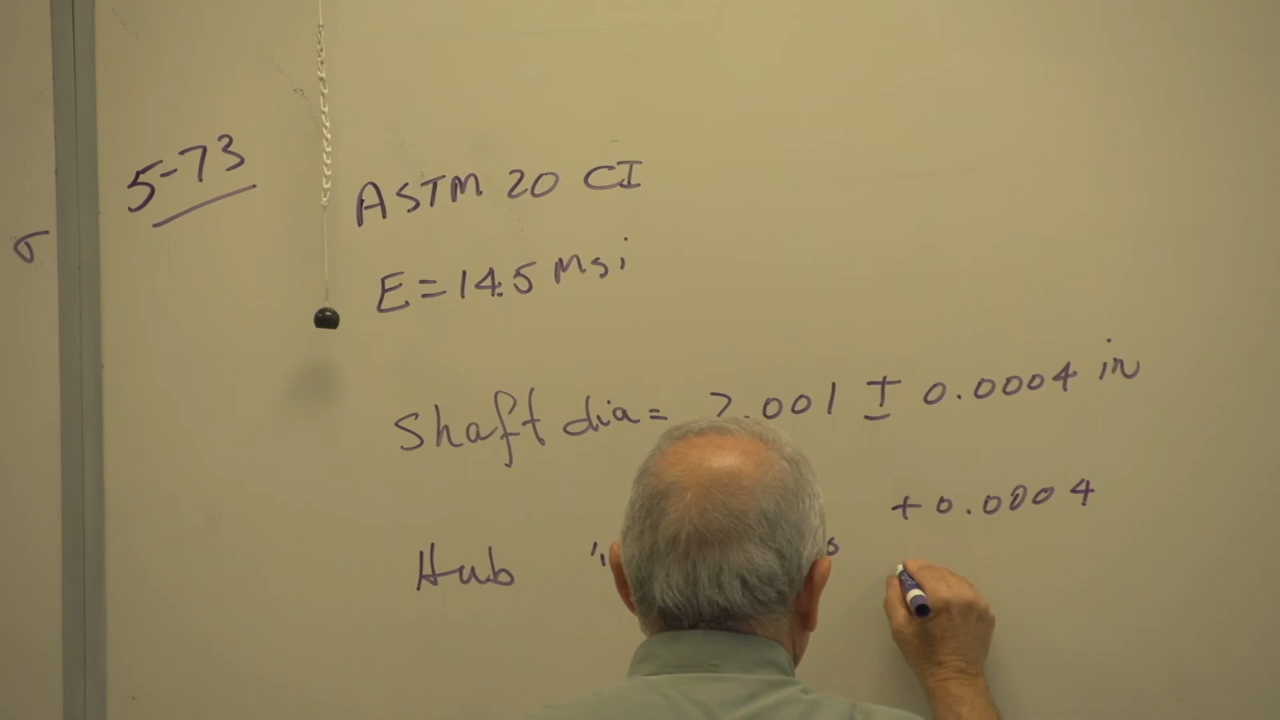 5-73
ASTM 20 CI
E = 14.5 Msi
σ
Shaft dia = 2.001 ± 0.0004 in
+ 0.0004
Hub "